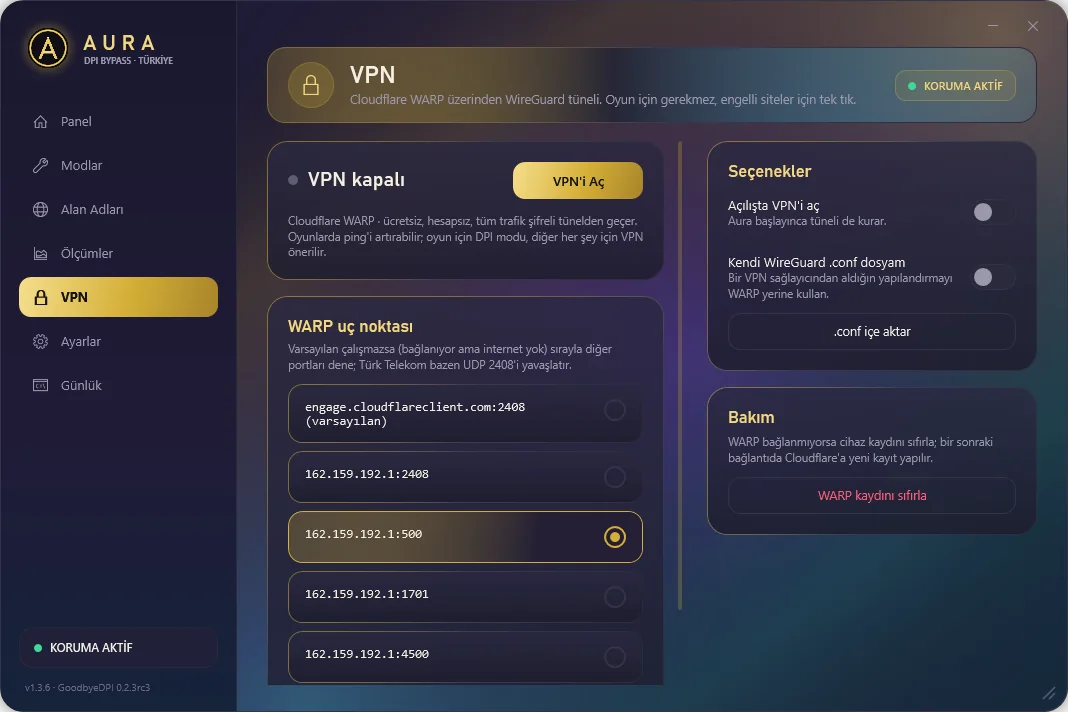 AURA
DPI BYPASS · TÜRKİYE
Panel
Modlar
Alan Adları
Ölçümler
VPN
Ayarlar
Günlük
KORUMA AKTİF
v1.3.6 · GoodbyeDPI 0.2.3rc3
VPN
Cloudflare WARP üzerinden WireGuard tüneli. Oyun için gerekmez, engelli siteler için tek tık.
KORUMA AKTİF
VPN kapalı
VPN'i Aç
Cloudflare WARP · ücretsiz, hesapsız, tüm trafik şifreli tünelden geçer.
Oyunlarda ping'i artırabilir; oyun için DPI modu, diğer her şey için VPN
önerilir.
WARP uç noktası
Varsayılan çalışmazsa (bağlanıyor ama internet yok) sırayla diğer
portları dene; Türk Telekom bazen UDP 2408'i yavaşlatır.
engage.cloudflareclient.com:2408
(varsayılan)
162.159.192.1:2408
162.159.192.1:500
162.159.192.1:1701
162.159.192.1:4500
Seçenekler
Açılışta VPN'i aç
Aura başlayınca tüneli de kurar.
Kendi WireGuard .conf dosyam
Bir VPN sağlayıcından aldığın yapılandırmayı
WARP yerine kullan.
.conf içe aktar
Bakım
WARP bağlanmıyorsa cihaz kaydını sıfırla; bir sonraki
bağlantıda Cloudflare'a yeni kayıt yapılır.
WARP kaydını sıfırla